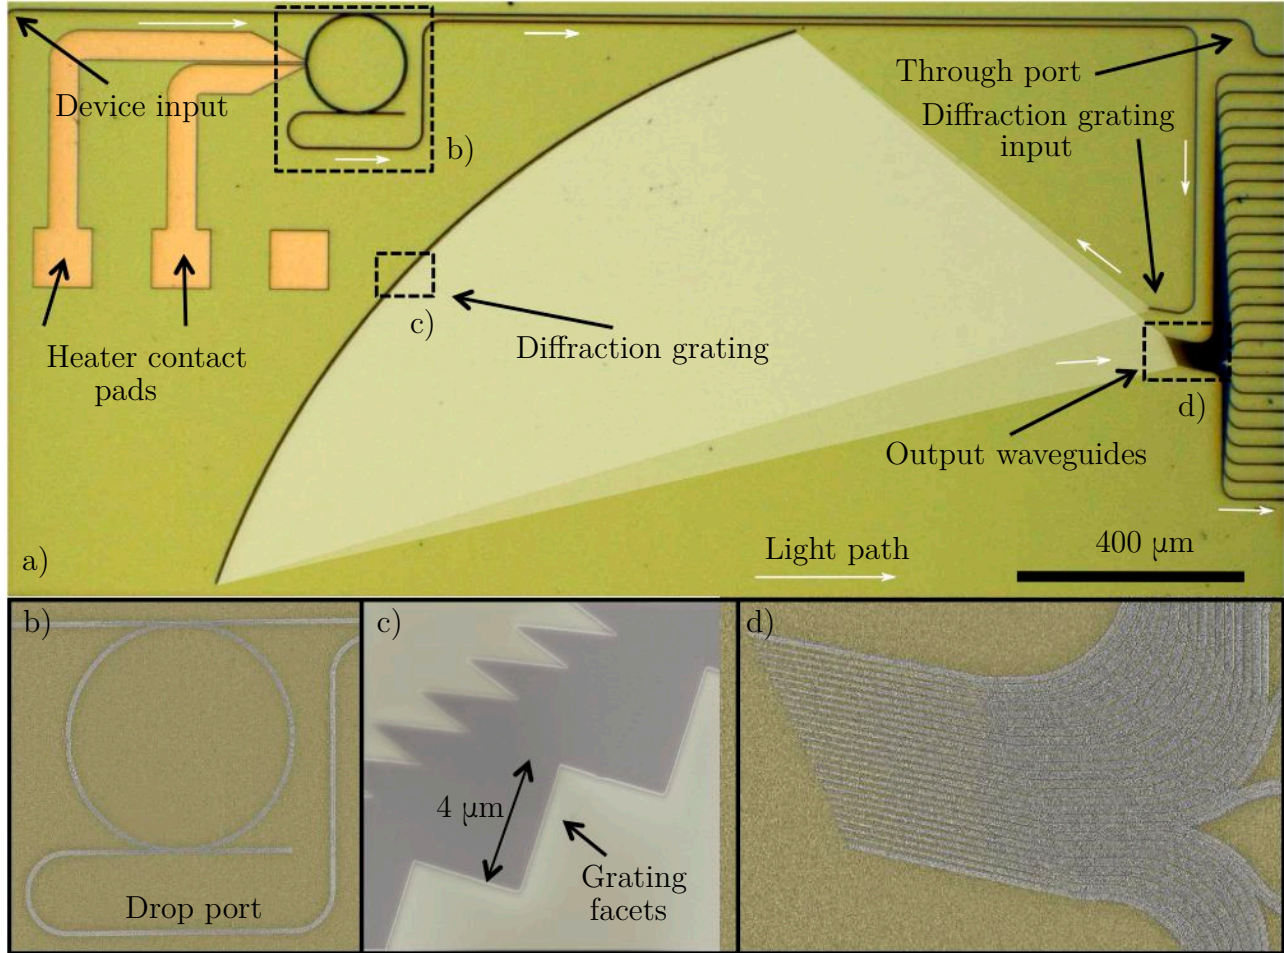 Device input
b)
Through port
Diffraction grating
input
c)
Diffraction grating
Heater contact
pads
d)
Output waveguides
a)
Light path
400 μm
b)
Drop port
c)
4 μm
Grating
facets
d)